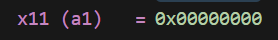 x11 (a1)   = 0x00000000